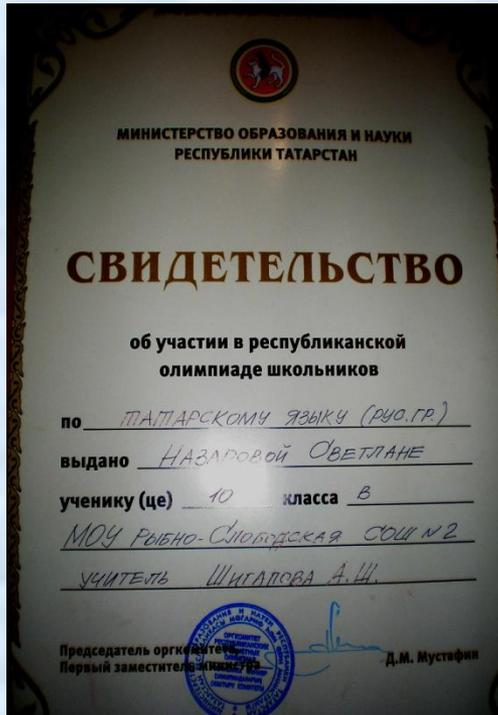 МИНИСТЕРСТВО ОБРАЗОВАНИЯ И НАУКИ
РЕСПУБЛИКИ ТАТАРСТАН
СВИДЕТЕЛЬСТВО
об участии в республиканской
олимпиаде школьников
по ТАТАРСКОМУ ЯЗЫКУ (РУС.ГР.)
выдано НАЗАРОВОЙ СВЕТЛАНЕ
ученику (це) 10 класса В
МОУ РЫБНО-СЛОБОДСКАЯ СОШ №2
УЧИТЕЛЬ ШИГАПОВА А.Ш.
Председатель оргкомитета,
Первый заместитель министра Д.М. Мустафин